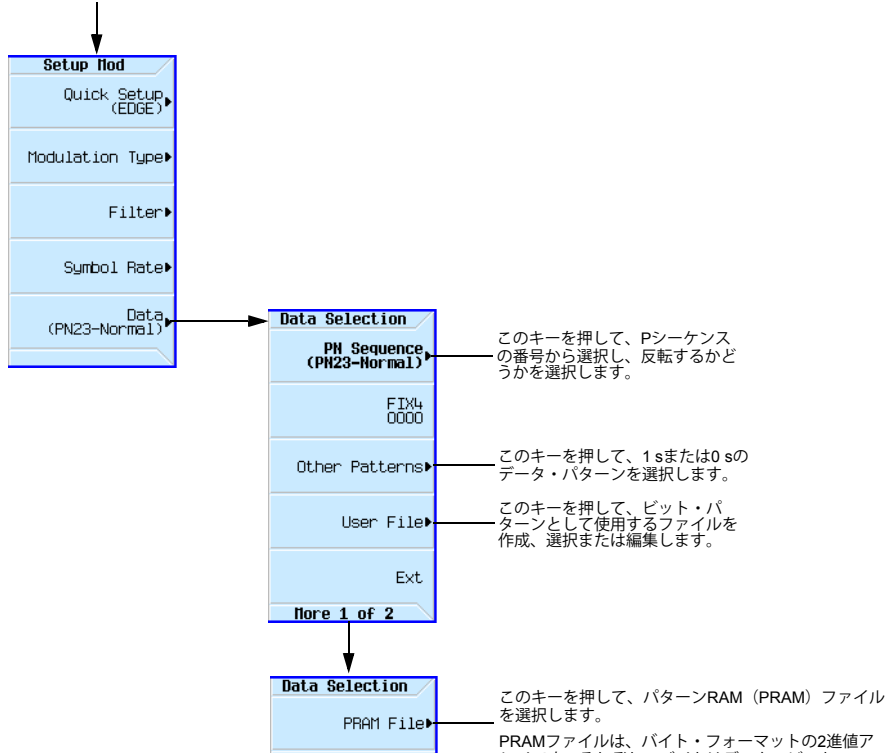 Setup Mod
Quick Setup
(EDGE)
Modulation Type
Filter
Symbol Rate
Data
(PN23-Normal)
Data Selection
PN Sequence
(PN23-Normal)
FIX4
0000
Other Patterns
User File
Ext
More 1 of 2
このキーを押して、Pシーケンス
の番号から選択し、反転するかど
うかを選択します。
このキーを押して、1 sまたは0 sの
データ・パターンを選択します。
このキーを押して、ビット・パ
ターンとして使用するファイルを
作成、選択または編集します。
Data Selection
PRAM File
このキーを押して、パターンRAM（PRAM）ファイル
を選択します。
PRAMファイルは、バイト・フォーマットの2進値ア